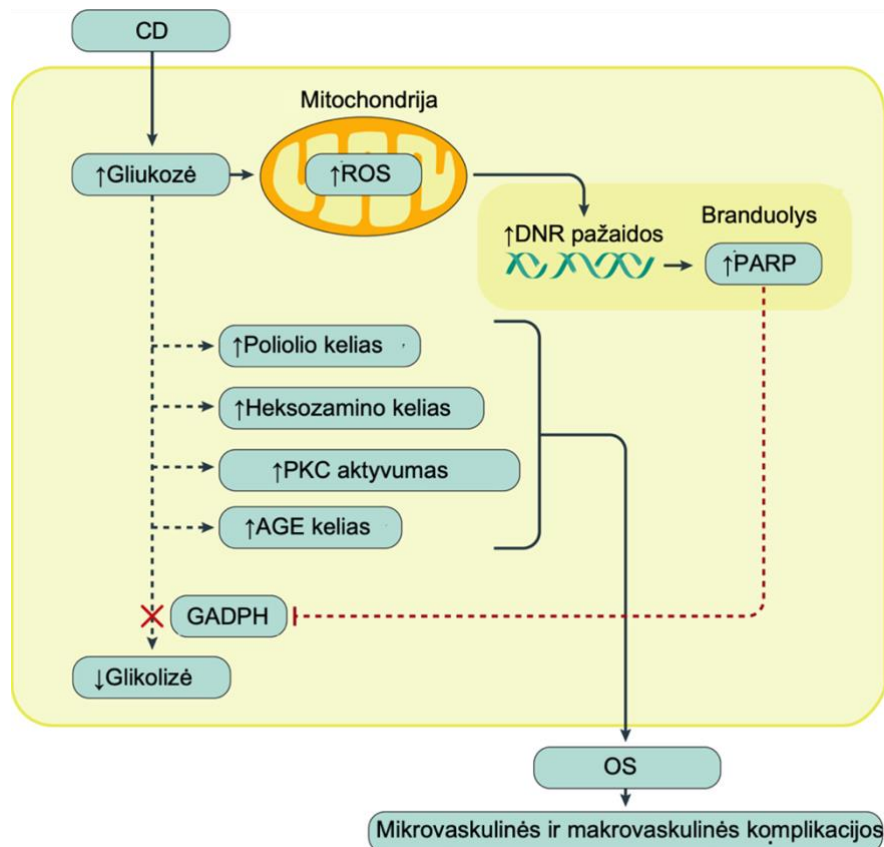 CD
Mitochondrija
↑Gliukozė
↑ROS
Branduolys
↑DNR pažaidos
↑PARP
↑Poliolio kelias
↑Heksozamino kelias
↑PKC aktyvumas
↑AGE kelias
GADPH
↓Glikolizė
OS
Mikrovaskulinės ir makrovaskulinės komplikacijos